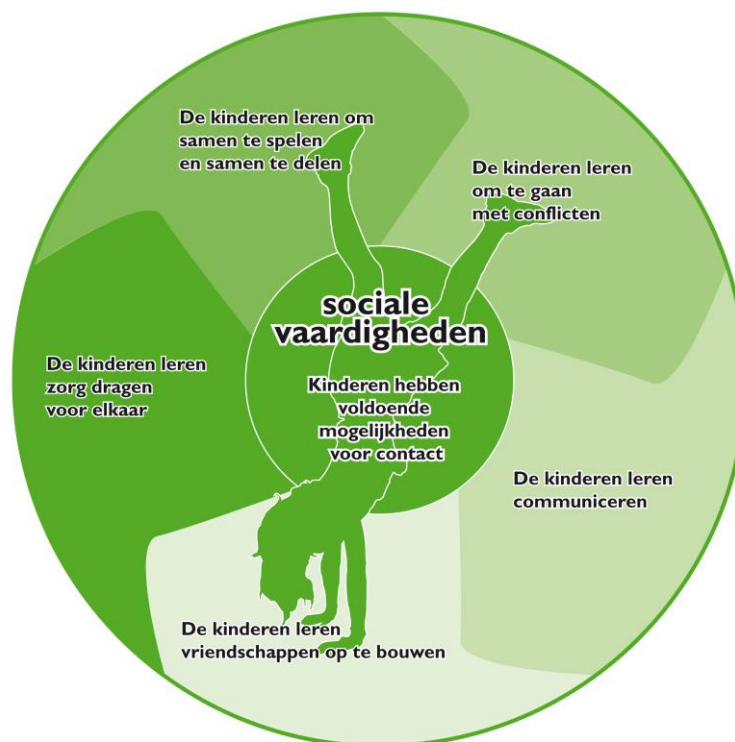 De kinderen leren om
samen te spelen
en samen te delen
De kinderen leren
om te gaan
met conflicten
sociale
vaardigheden
De kinderen leren
zorg dragen
voor elkaar
Kinderen hebben
voldoende
mogelijkheden
voor contact
De kinderen leren
communiceren
De kinderen leren
vriendschappen op te bouwen